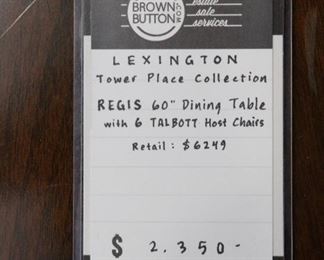 BROWN
BUTTON
.COM
estate
sale
services
LEXINGTON
Tower Place Collection
REGIS 60" Dining Table
with 6 TALBOTT Host Chairs
Retail: $6249
$ 2,350-